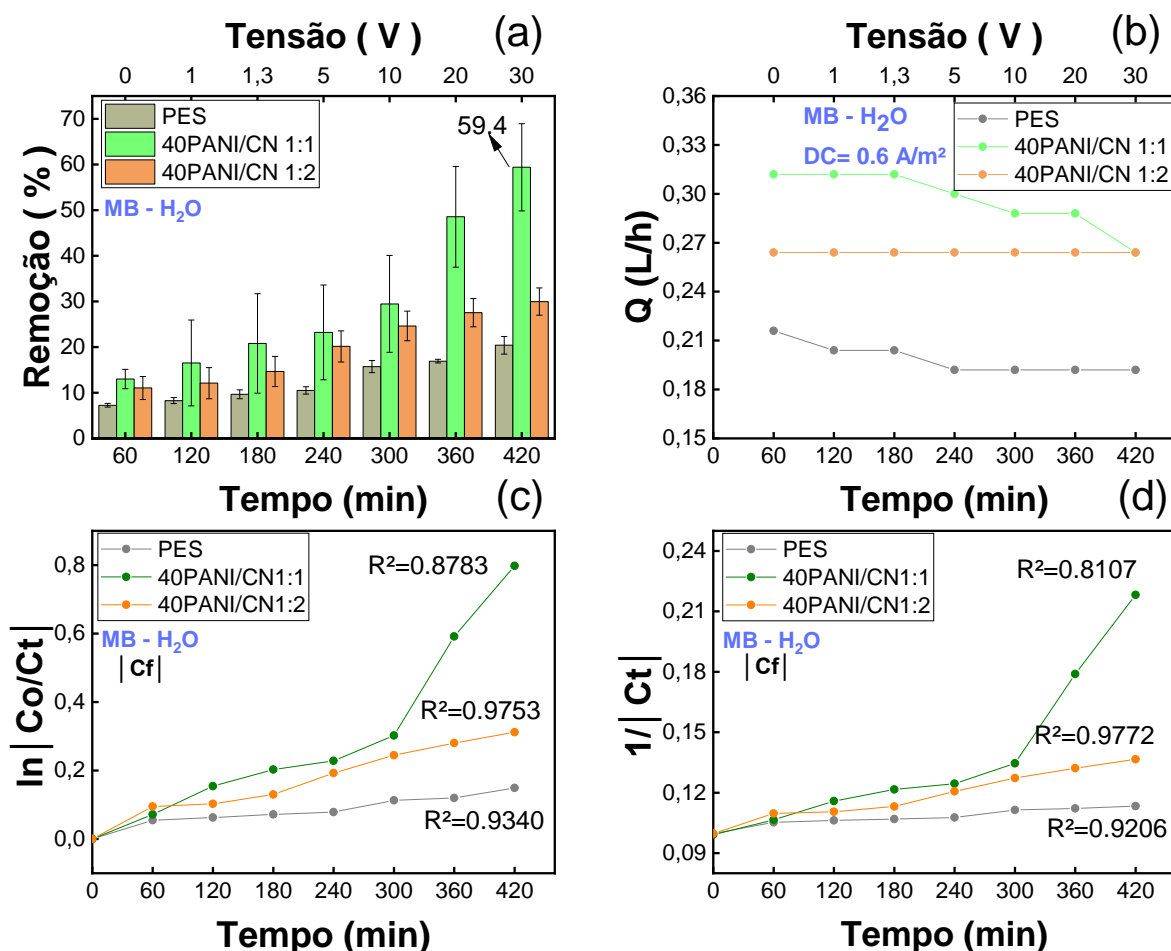 Tensão ( V )
(a)
0 1 1,3 5 10 20 30
70
60
50
40
30
20
10
0
Remoção ( % )
PES
40PANI/CN 1:1
40PANI/CN 1:2
MB - H₂O
59.4
60 120 180 240 300 360 420
Tempo (min)
Tensão ( V )
(b)
0 1 1,3 5 10 20 30
0,36
0,33
0,30
0,27
0,24
0,21
0,18
0,15
Q (L/h)
MB - H₂O
DC= 0.6 A/m²
PES
40PANI/CN 1:1
40PANI/CN 1:2
0 60 120 180 240 300 360 420
Tempo (min)
(c)
0,8
0,6
0,4
0,2
0,0
ln| Co/Ct|
PES
40PANI/CN1:1
40PANI/CN1:2
MB - H₂O
|Cf|
R²=0.8783
R²=0.9753
R²=0.9340
0 60 120 180 240 300 360 420
Tempo (min)
(d)
0,24
0,21
0,18
0,15
0,12
0,09
1/| Ct|
PES
40PANI/CN1:1
40PANI/CN1:2
MB - H₂O
|Cf|
R²=0.8107
R²=0.9772
R²=0.9206
0 60 120 180 240 300 360 420
Tempo (min)